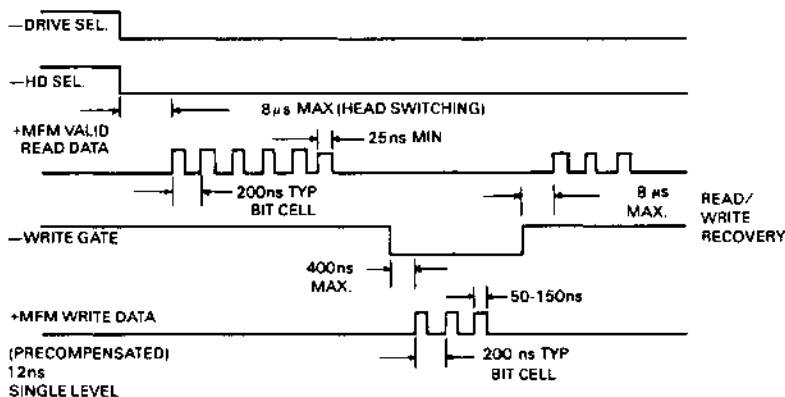 —DRIVE SEL.
—HD SEL.
8μs MAX (HEAD SWITCHING)
+MFM VALID
READ DATA
25ns MIN
200ns TYP
BIT CELL
8 μs
MAX.
READ/
WRITE
RECOVERY
—WRITE GATE
400ns
MAX.
50-150ns
+MFM WRITE DATA
(PRECOMPENSATED)
12ns
SINGLE LEVEL
200 ns TYP
BIT CELL